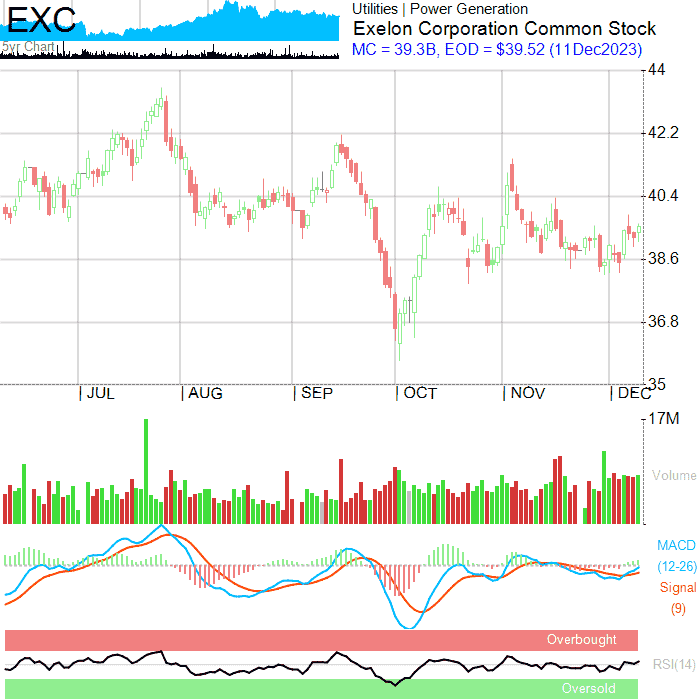 EXC
5yr Chart
Utilities | Power Generation
Exelon Corporation Common Stock
MC = 39.3B, EOD = $39.52 (11Dec2023)
44
42.2
40.4
38.6
36.8
35
| JUL | AUG | SEP | OCT | NOV | DEC
17M
Volume
MACD
(12-26)
Signal
(9)
Overbought
RSI(14)
Oversold